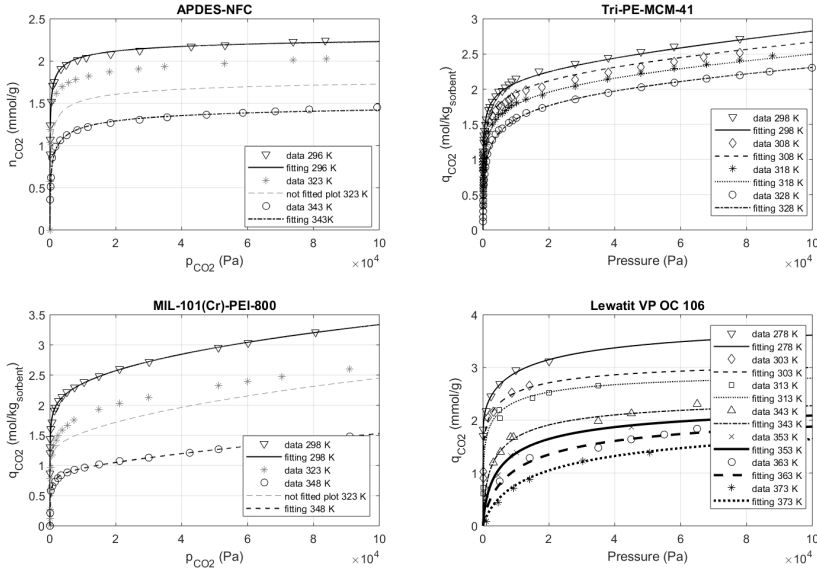 APDES-NFC
2.5
2
1.5
1
0.5
0
0
2
4
6
8
10
×10⁴
n_CO2 (mmol/g)
p_CO2 (Pa)
data 296 K
fitting 296 K
data 323 K
not fitted plot 323 K
data 343 K
fitting 343K
Tri-PE-MCM-41
3
2.5
2
1.5
1
0.5
0
0
2
4
6
8
10
×10⁴
q_CO2 (mol/kg_sorbent)
Pressure (Pa)
data 298 K
fitting 298 K
data 308 K
fitting 308 K
data 318 K
fitting 318 K
data 328 K
fitting 328 K
MIL-101(Cr)-PEI-800
3.5
3
2.5
2
1.5
1
0.5
0
0
2
4
6
8
10
×10⁴
q_CO2 (mol/kg_sorbent)
p_CO2 (Pa)
data 298 K
fitting 298 K
data 323 K
not fitted plot 323 K
data 348 K
fitting 348 K
Lewatit VP OC 106
4
3
2
1
0
0
2
4
6
8
10
×10⁴
q_CO2 (mmol/g)
Pressure (Pa)
data 278 K
fitting 278 K
data 303 K
fitting 303 K
data 313 K
fitting 313 K
data 343 K
fitting 343 K
data 353 K
fitting 353 K
data 363 K
fitting 363 K
data 373 K
fitting 373 K